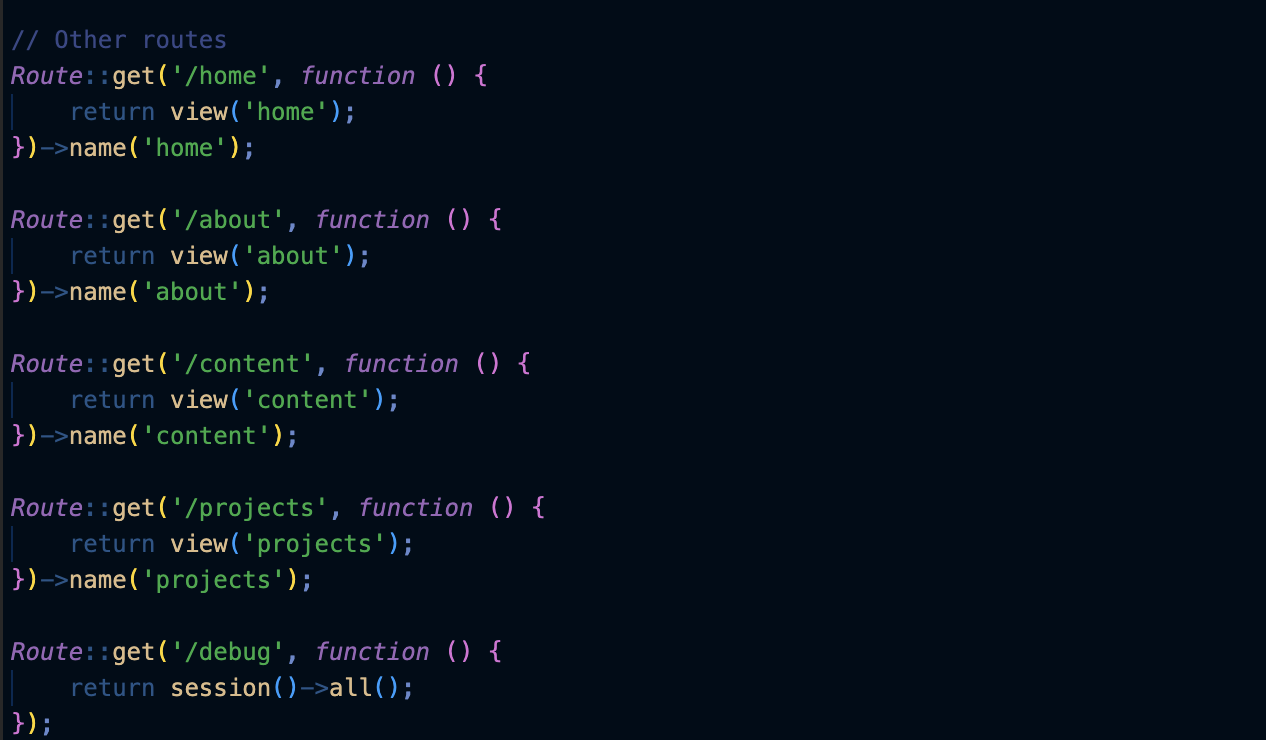 // Other routes
Route::get('/home', function () {
    return view('home');
})->name('home');

Route::get('/about', function () {
    return view('about');
})->name('about');

Route::get('/content', function () {
    return view('content');
})->name('content');

Route::get('/projects', function () {
    return view('projects');
})->name('projects');

Route::get('/debug', function () {
    return session()->all();
});